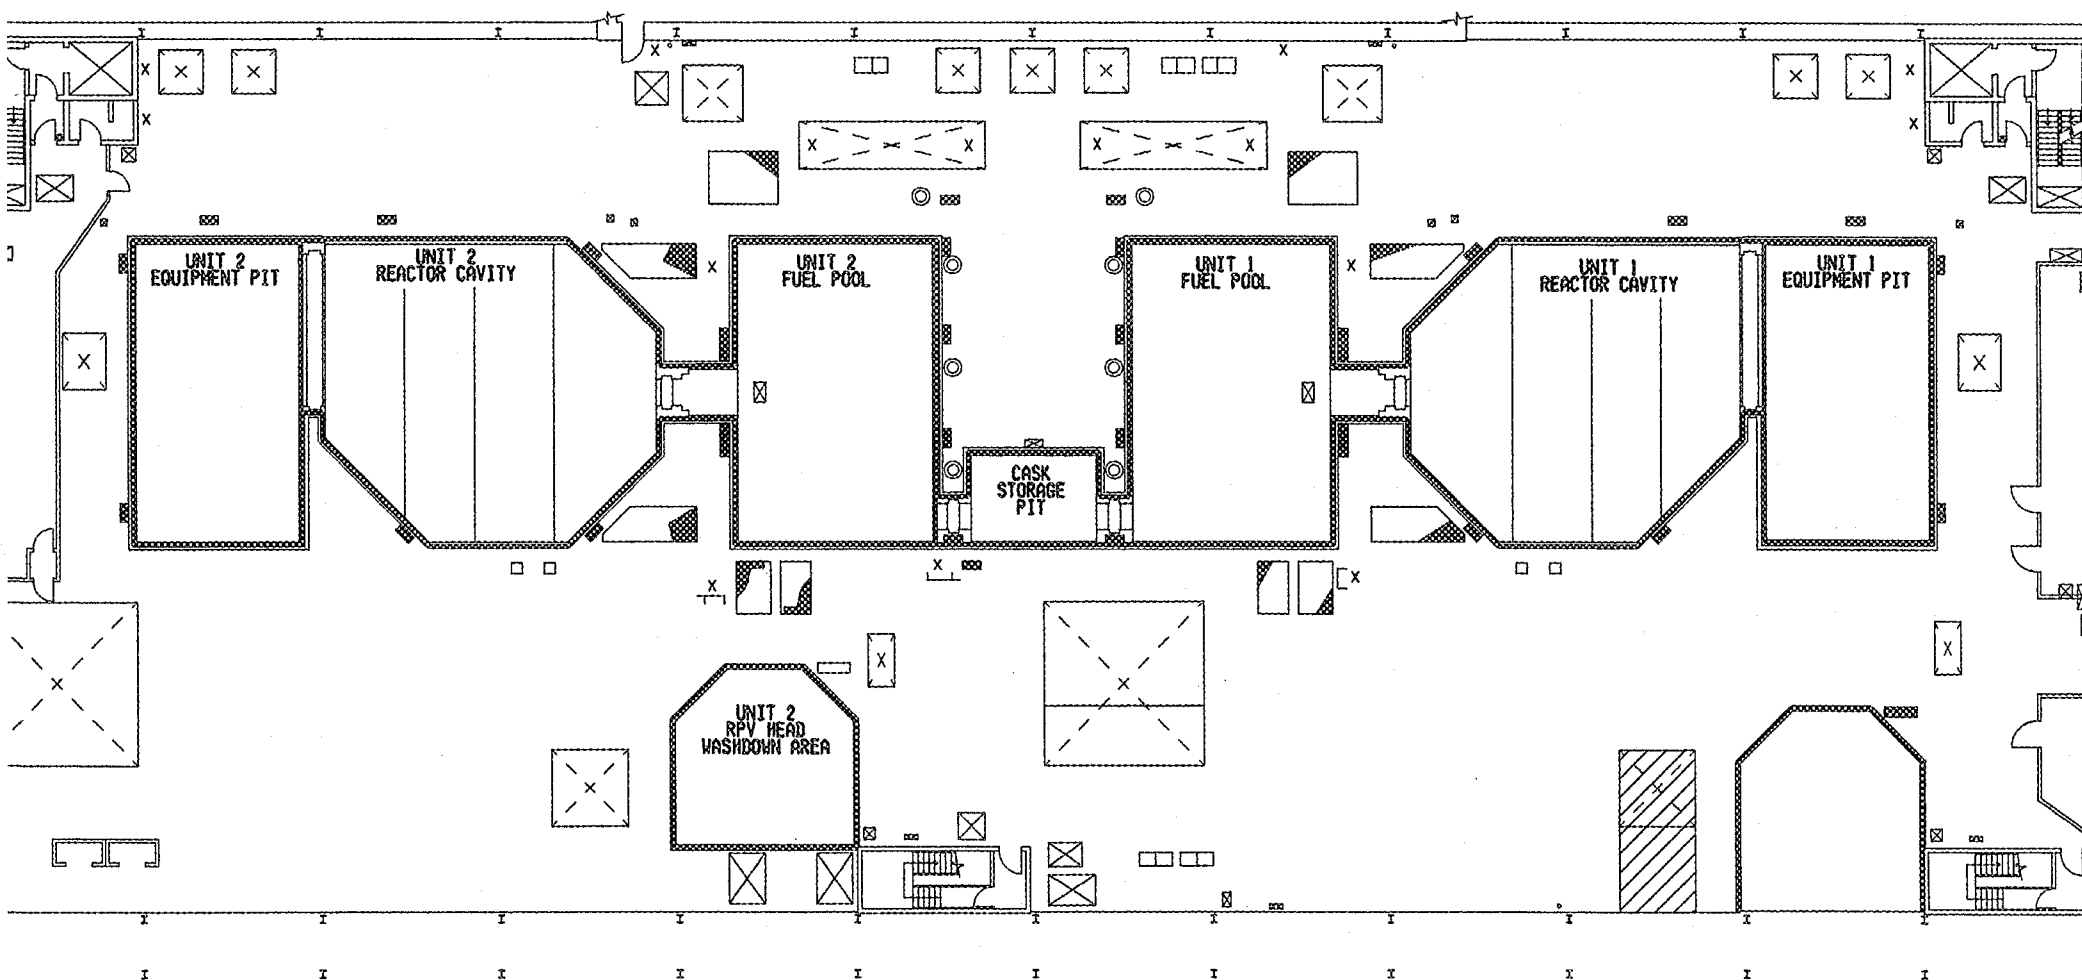 UNIT 2
EQUIPMENT PIT
UNIT 2
REACTOR CAVITY
UNIT 2
FUEL POOL
UNIT 1
FUEL POOL
UNIT 1
REACTOR CAVITY
UNIT 1
EQUIPMENT PIT
CASK
STORAGE
PIT
UNIT 2
RPV HEAD
WASHDOWN AREA